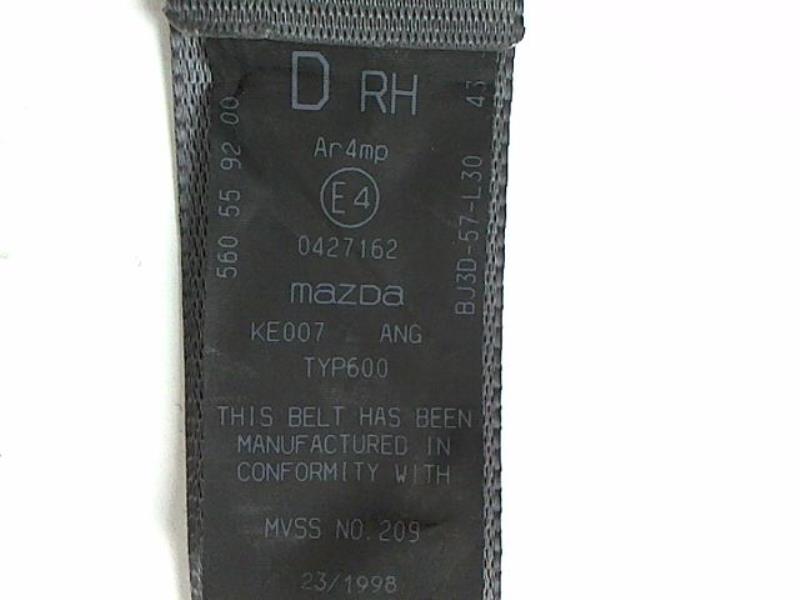 D RH
Ar4mp
E4
0427162
mazda
KE007 ANG
TYP600
THIS BELT HAS BEEN
MANUFACTURED IN
CONFORMITY WITH
MVSS NO. 209
23/1998
560 55 92 00
BJ3D-57-L30 43